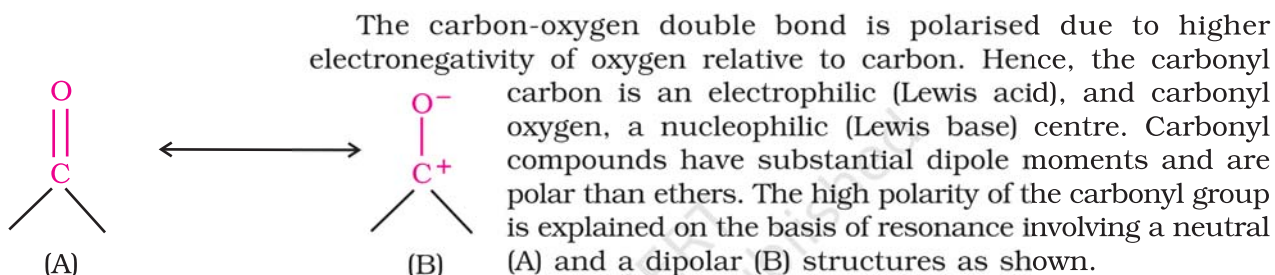 The carbon-oxygen double bond is polarised due to higher
electronegativity of oxygen relative to carbon. Hence, the carbonyl
carbon is an electrophilic (Lewis acid), and carbonyl
oxygen, a nucleophilic (Lewis base) centre. Carbonyl
compounds have substantial dipole moments and are
polar than ethers. The high polarity of the carbonyl group
is explained on the basis of resonance involving a neutral
(A) and a dipolar (B) structures as shown.
O
C
(A)
O−
C+
(B)